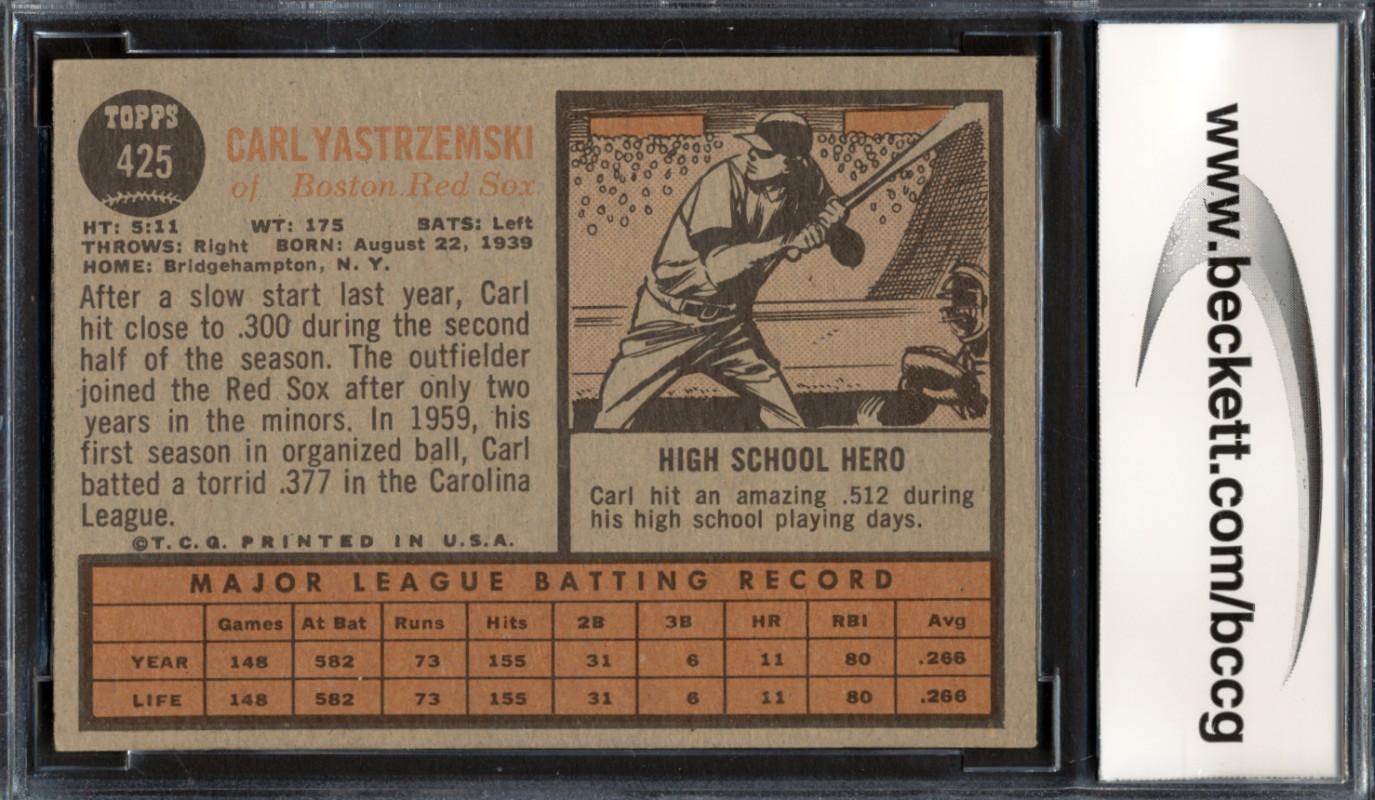 TOPPS
425
CARL YASTRZEMSKI
of Boston Red Sox
HT: 5:11 WT: 175 BATS: Left
THROWS: Right BORN: August 22, 1939
HOME: Bridgehampton, N. Y.
After a slow start last year, Carl
hit close to .300 during the second
half of the season. The outfielder
joined the Red Sox after only two
years in the minors. In 1959, his
first season in organized ball, Carl
batted a torrid .377 in the Carolina
League.
©T.C.G. PRINTED IN U.S.A.
HIGH SCHOOL HERO
Carl hit an amazing .512 during
his high school playing days.
MAJOR LEAGUE BATTING RECORD
Games At Bat Runs Hits 2B 3B HR RBI Avg
YEAR 148 582 73 155 31 6 11 80 .266
LIFE 148 582 73 155 31 6 11 80 .266
www.beckett.com/bccg